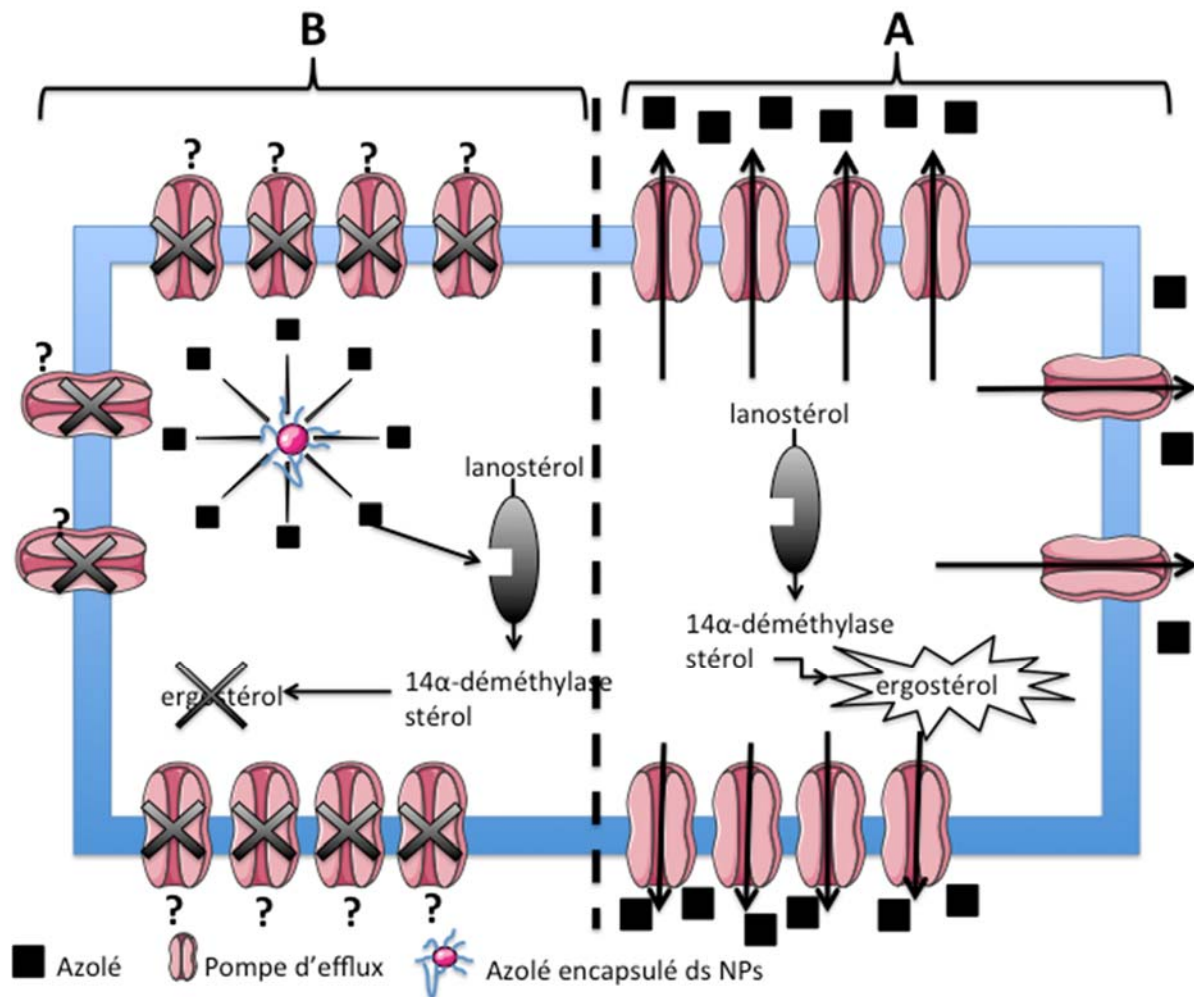 B
A
? ? ? ?
?
?
lanostérol
14α-déméthylase
stérol
ergostérol
? ? ? ?
lanostérol
14α-déméthylase
stérol
ergostérol
Azolé
Pompe d'efflux
Azolé encapsulé ds NPs